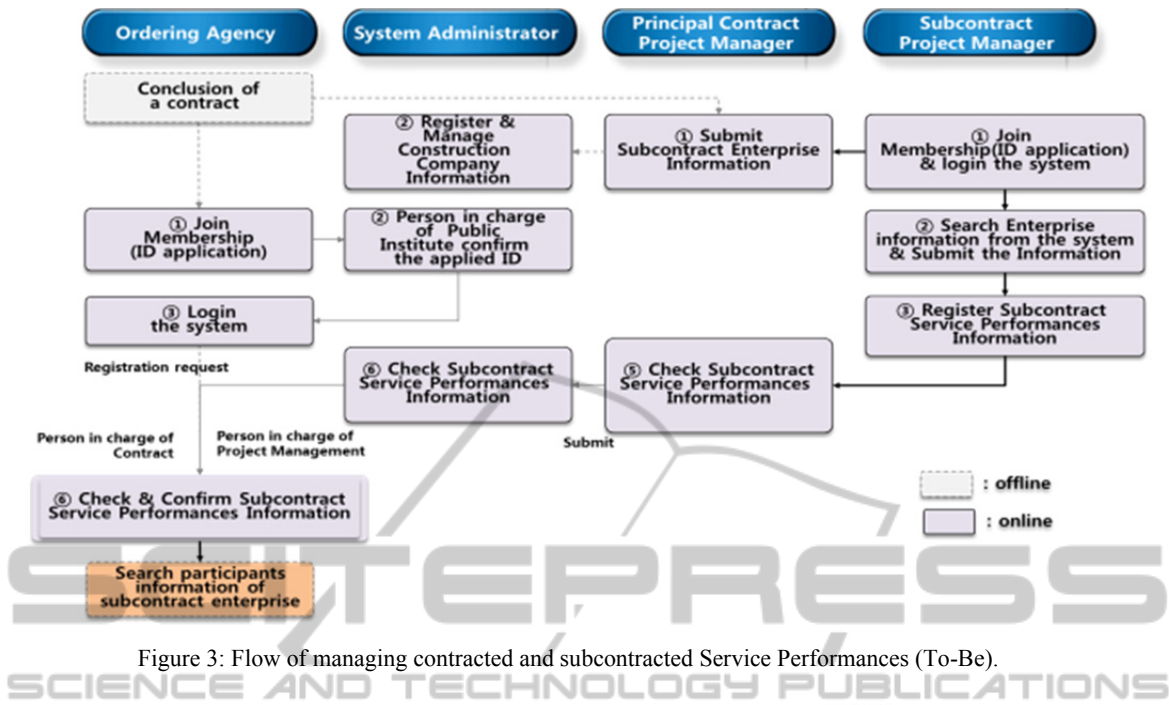 Ordering Agency
System Administrator
Principal Contract
Project Manager
Subcontract
Project Manager
Conclusion of
a contract
② Register &
Manage
Construction
Company
Information
① Submit
Subcontract Enterprise
Information
① Join
Membership(ID application)
& login the system
① Join
Membership
(ID application)
② Person in charge
of Public
Institute confirm
the applied ID
② Search Enterprise
information from the system
& Submit the Information
③ Login
the system
③ Register Subcontract
Service Performances
Information
Registration request
⑥ Check Subcontract
Service Performances
Information
⑤ Check Subcontract
Service Performances
Information
Person in charge of
Contract
Person in charge of
Project Management
Submit
⑥ Check & Confirm Subcontract
Service Performances Information
: offline
: online
Search participants
information of
subcontract enterprise
SCITEPRESS
Figure 3: Flow of managing contracted and subcontracted Service Performances (To-Be).
SCIENCE AND TECHNOLOGY PUBLICATIONS